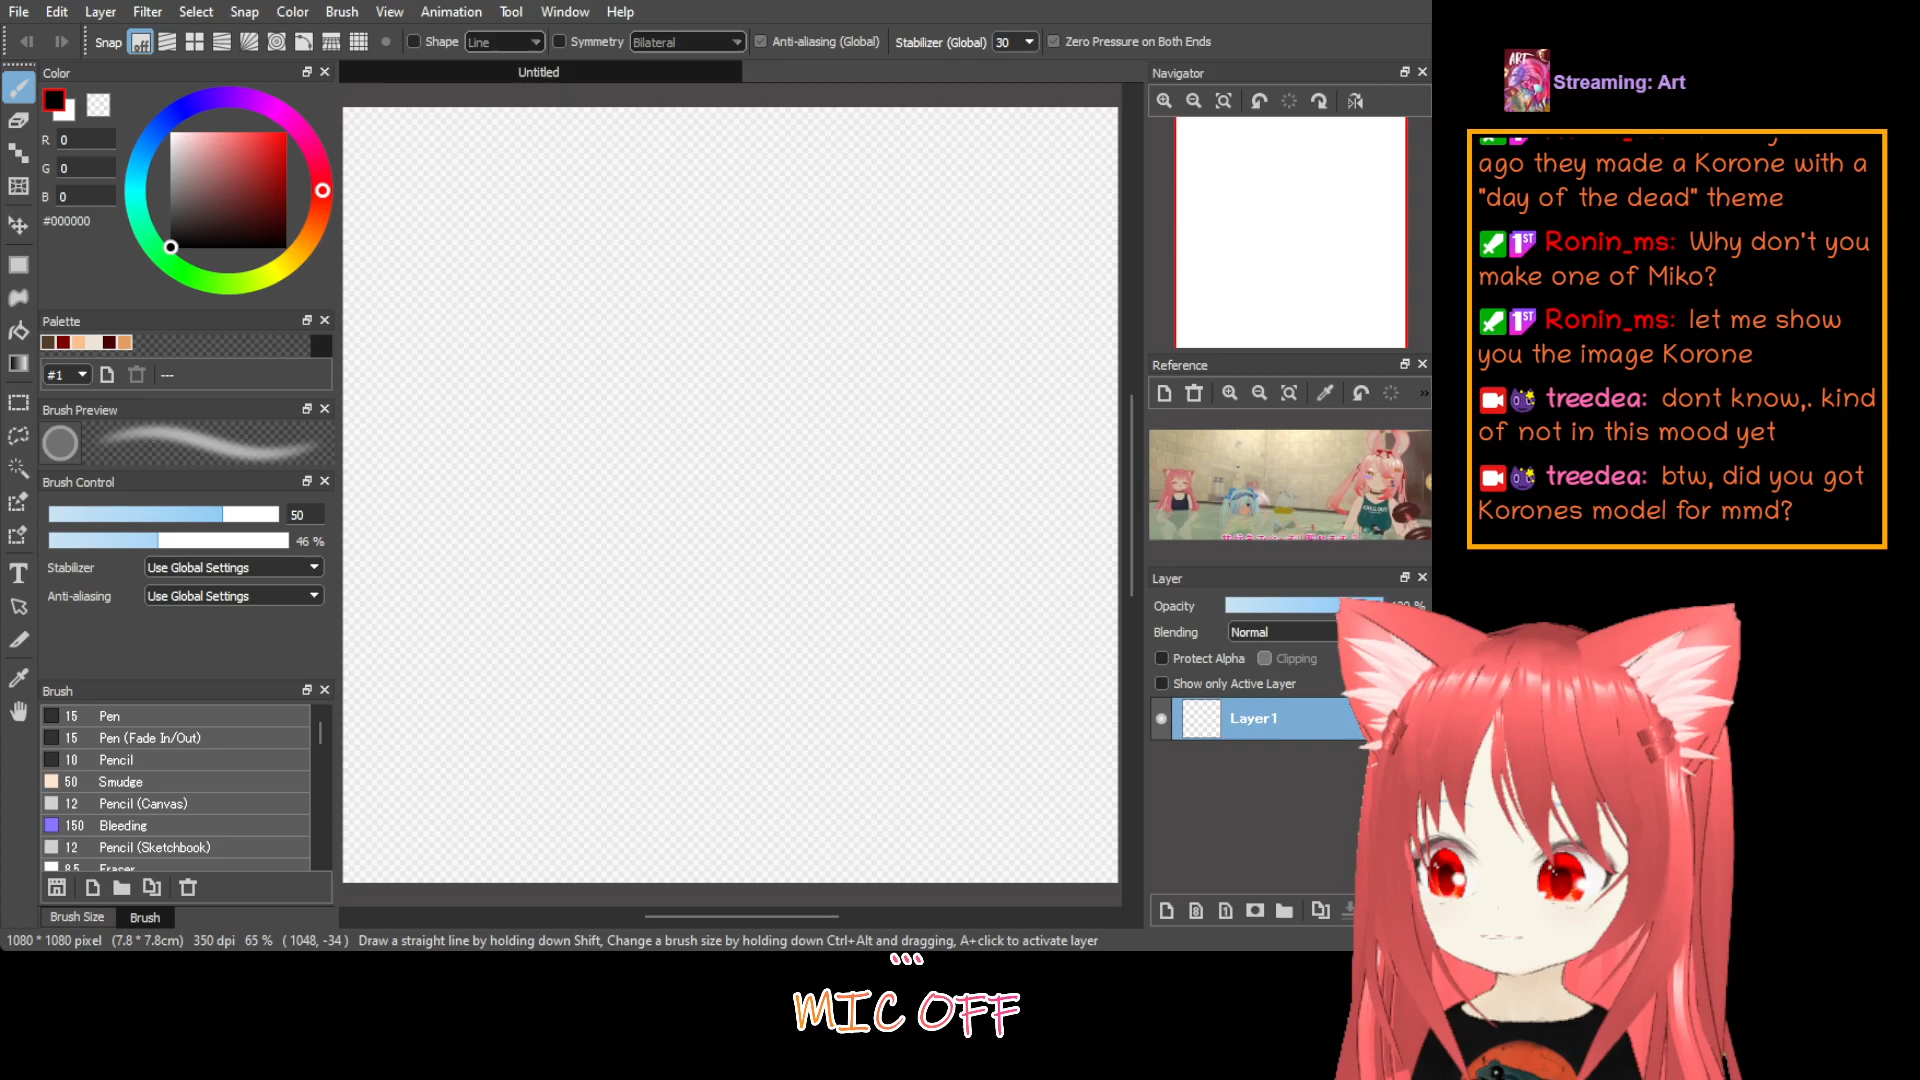 File Edit Layer Filter Select Snap Color Brush View Animation Tool Window Help
Snap off Shape Line Symmetry Bilateral Anti-aliasing (Global) Stabilizer (Global) 30 Zero Pressure on Both Ends
Color
Untitled
Navigator
R 0
G 0
B 0
#000000
Palette
#1 ---
Brush Preview
Brush Control
50
46 %
Stabilizer Use Global Settings
Anti-aliasing Use Global Settings
Brush
15 Pen
15 Pen (Fade In/Out)
10 Pencil
50 Smudge
12 Pencil (Canvas)
150 Bleeding
12 Pencil (Sketchbook)
8.5 Eraser
Brush Size Brush
1080 * 1080 pixel (7.8 * 7.8cm) 350 dpi 65 % ( 1048, -34 ) Draw a straight line by holding down Shift, Change a brush size by holding down Ctrl+Alt and dragging, A+click to activate layer
Reference
CHILL OUT
Layer
Opacity
Blending Normal
Protect Alpha Clipping
Show only Active Layer
Layer1
ART
Streaming: Art
ago they made a Korone with a
"day of the dead" theme
1ST Ronin_ms: Why don't you
make one of Miko?
1ST Ronin_ms: let me show
you the image Korone
treedea: dont know,. kind
of not in this mood yet
treedea: btw, did you got
Korones model for mmd?
MIC OFF